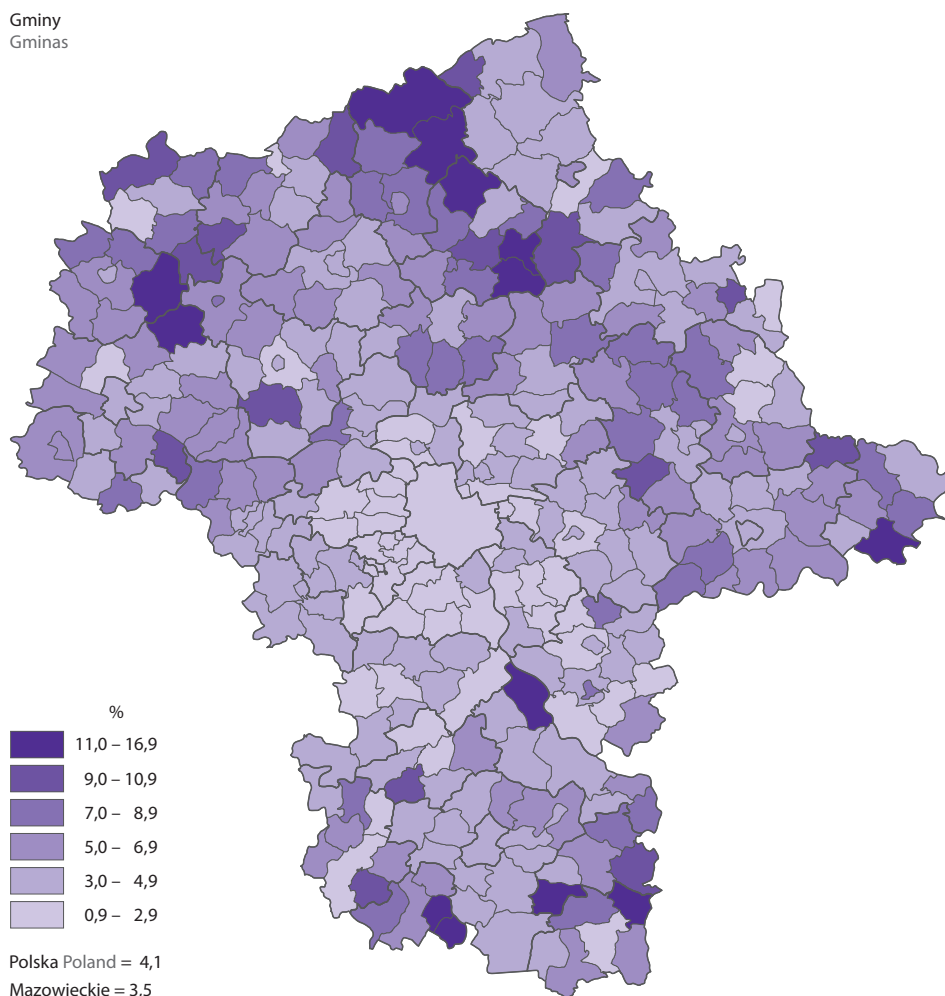 Gminy
Gminas
%
11,0 – 16,9
9,0 – 10,9
7,0 – 8,9
5,0 – 6,9
3,0 – 4,9
0,9 – 2,9
Polska Poland = 4,1
Mazowieckie = 3,5